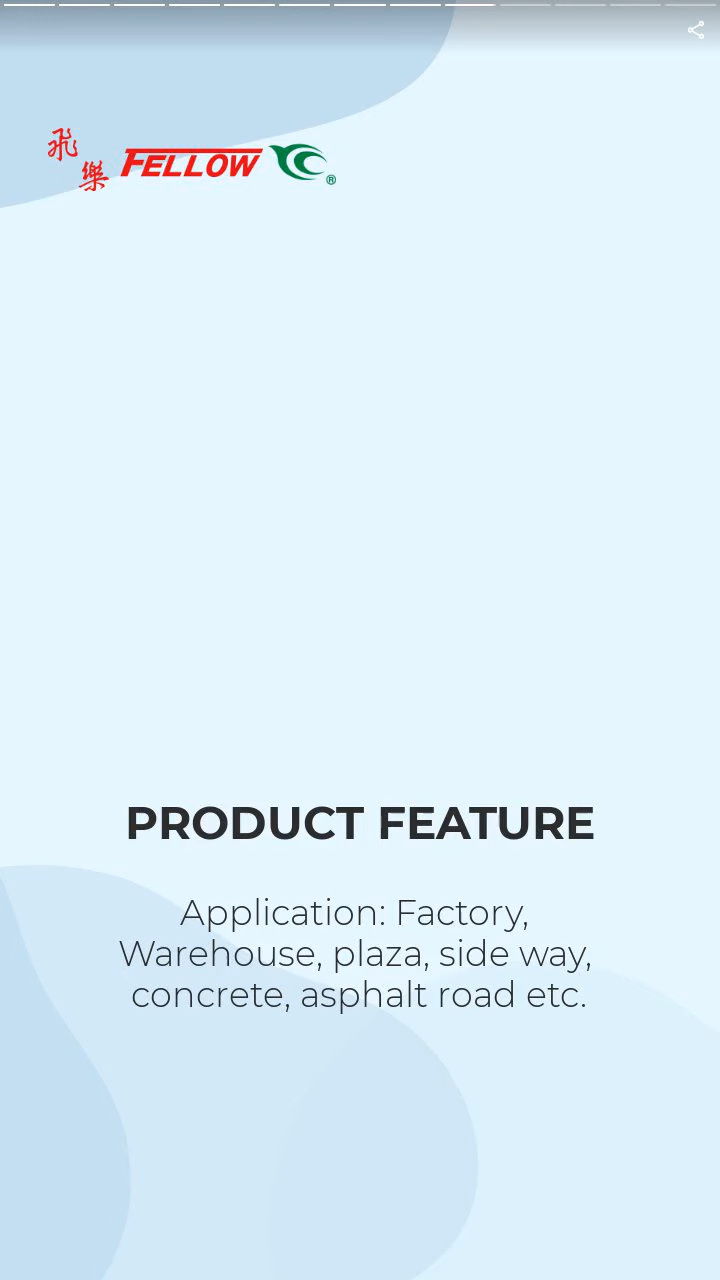 飛樂 FELLOW ®
PRODUCT FEATURE
Application: Factory,
Warehouse, plaza, side way,
concrete, asphalt road etc.